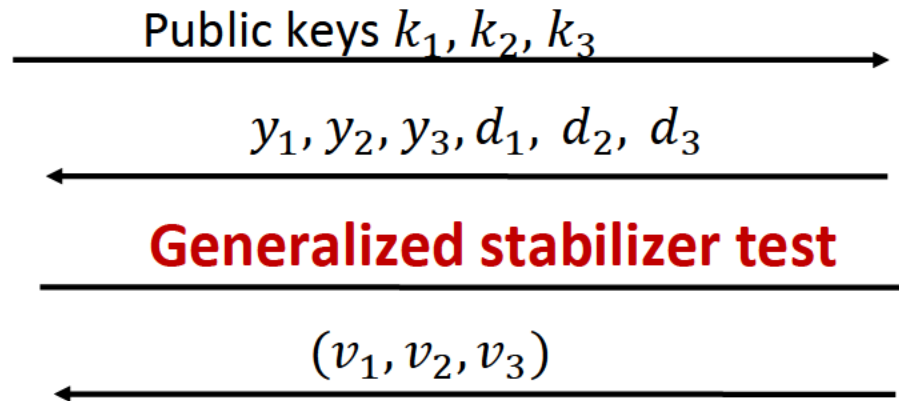 Public keys k₁, k₂, k₃
y₁, y₂, y₃, d₁, d₂, d₃
Generalized stabilizer test
(v₁, v₂, v₃)